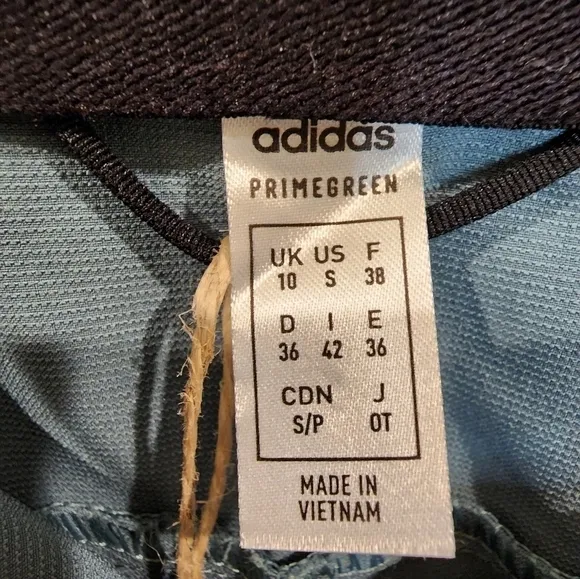 adidas
PRIMEGREEN
UK US F
10 S 38
D I E
36 42 36
CDN J
S/P OT
MADE IN
VIETNAM